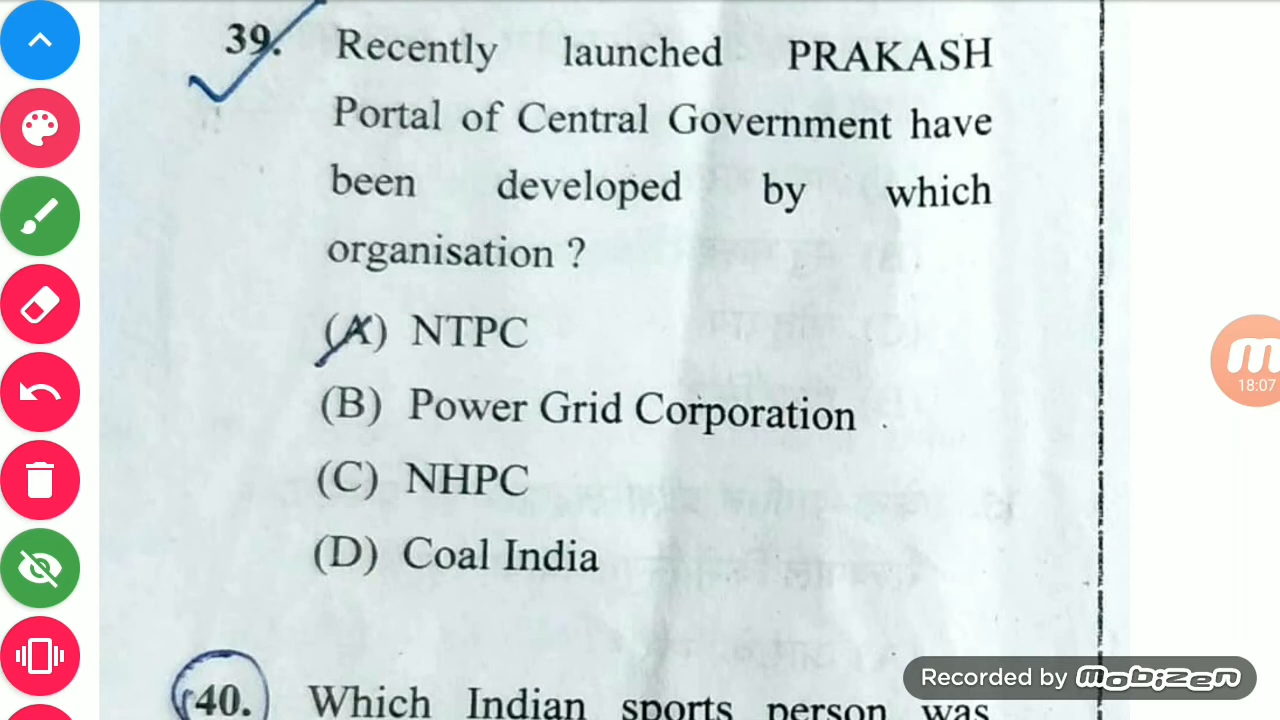 39. Recently launched PRAKASH
Portal of Central Government have
been developed by which
organisation ?
(A) NTPC
(B) Power Grid Corporation
(C) NHPC
(D) Coal India
40. Which Indian sports person was
18:07
Recorded by mobizen